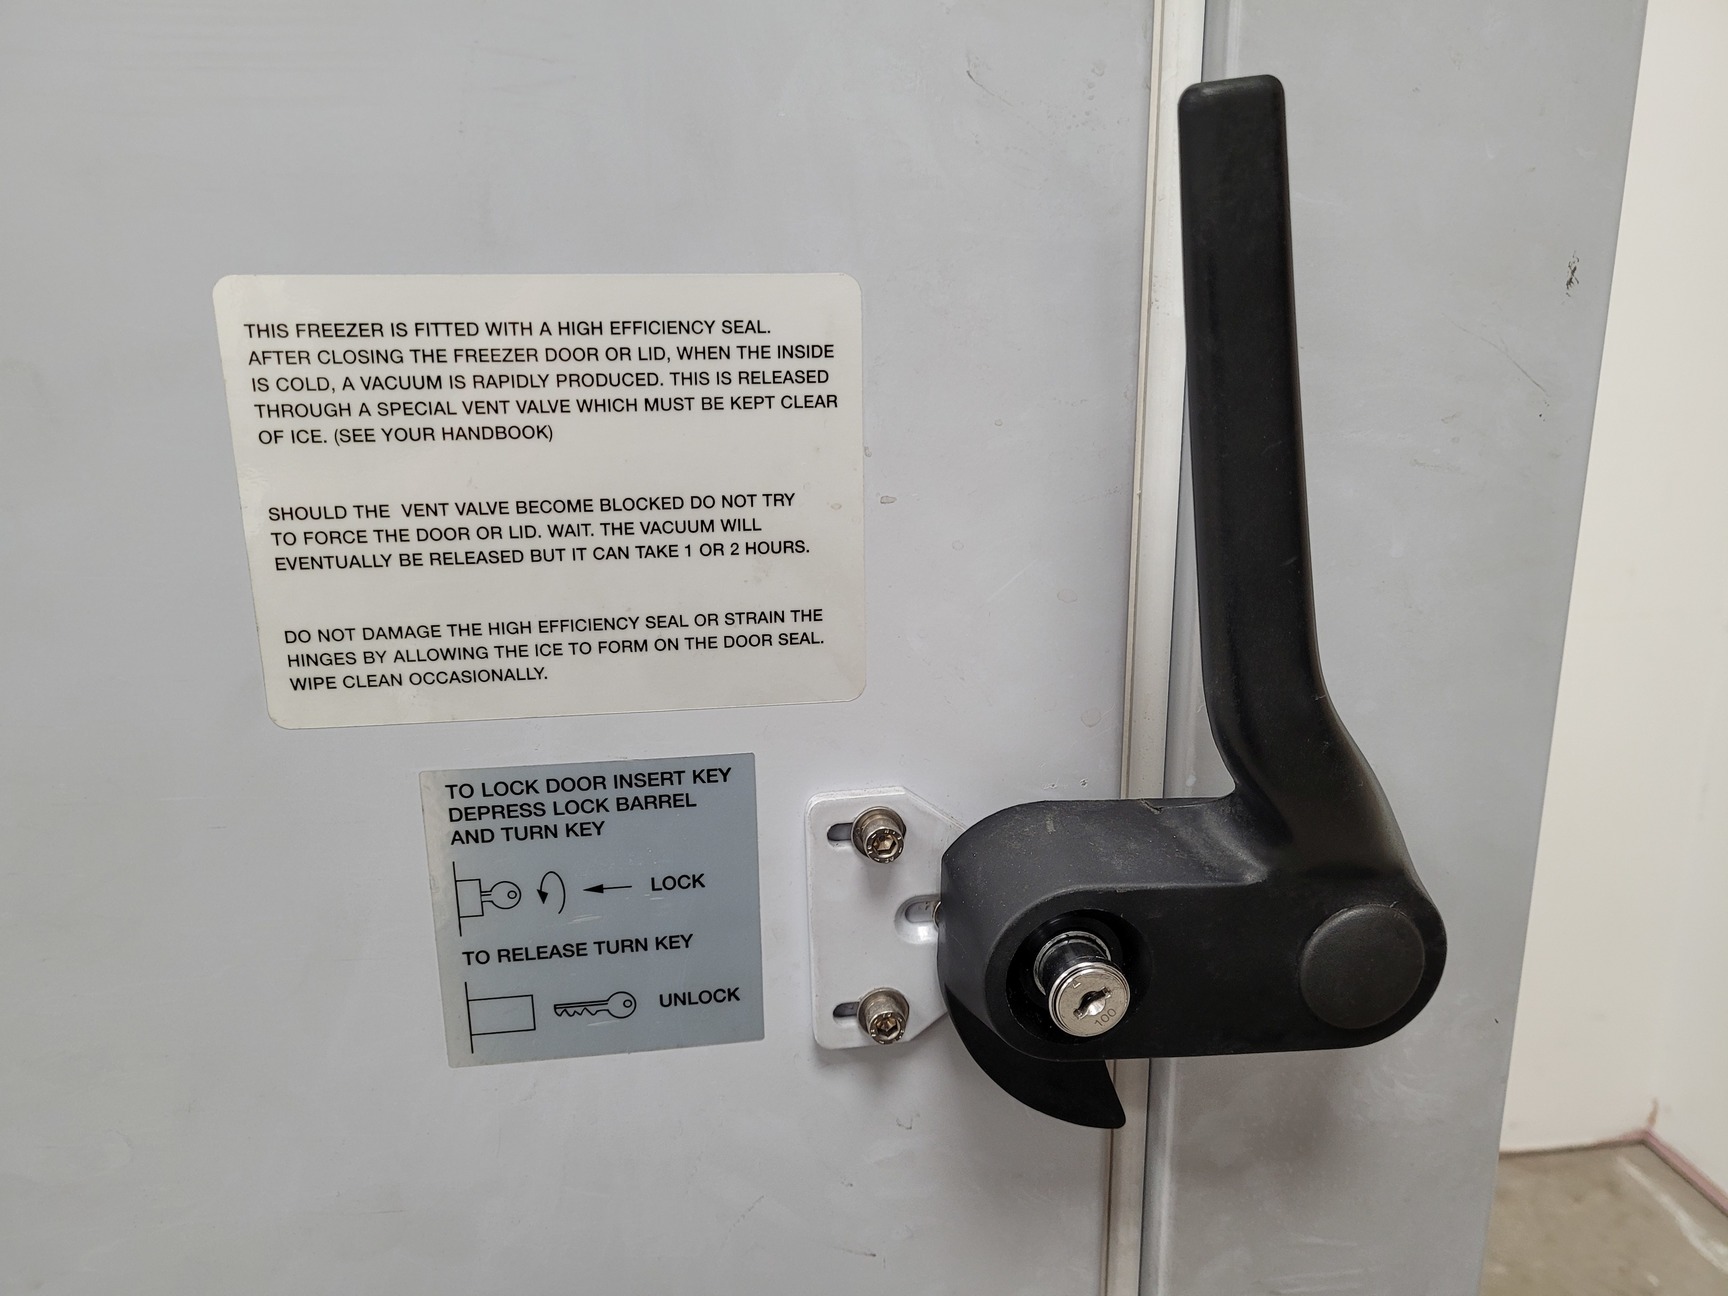 THIS FREEZER IS FITTED WITH A HIGH EFFICIENCY SEAL.
AFTER CLOSING THE FREEZER DOOR OR LID, WHEN THE INSIDE
IS COLD, A VACUUM IS RAPIDLY PRODUCED. THIS IS RELEASED
THROUGH A SPECIAL VENT VALVE WHICH MUST BE KEPT CLEAR
OF ICE. (SEE YOUR HANDBOOK)
SHOULD THE VENT VALVE BECOME BLOCKED DO NOT TRY
TO FORCE THE DOOR OR LID. WAIT. THE VACUUM WILL
EVENTUALLY BE RELEASED BUT IT CAN TAKE 1 OR 2 HOURS.
DO NOT DAMAGE THE HIGH EFFICIENCY SEAL OR STRAIN THE
HINGES BY ALLOWING THE ICE TO FORM ON THE DOOR SEAL.
WIPE CLEAN OCCASIONALLY.
TO LOCK DOOR INSERT KEY
DEPRESS LOCK BARREL
AND TURN KEY
LOCK
TO RELEASE TURN KEY
UNLOCK
100